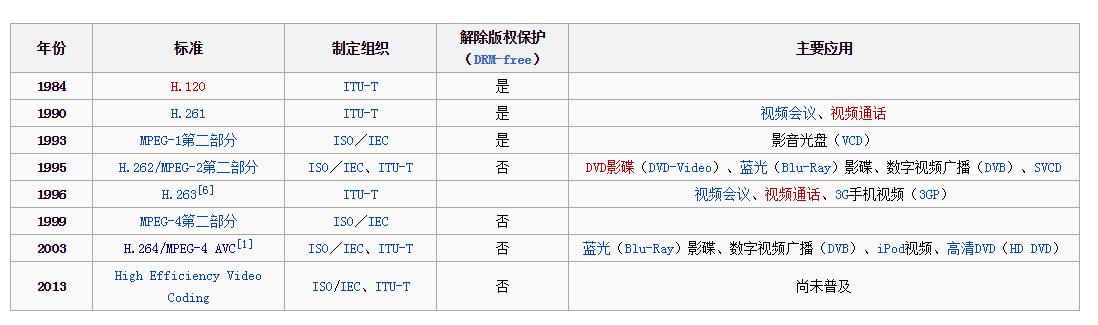 年份 标准 制定组织 解除版权保护 主要应用
（DRM-free）
1984 H.120 ITU-T 是
1990 H.261 ITU-T 是 视频会议、视频通话
1993 MPEG-1第二部分 ISO／IEC 是 影音光盘（VCD）
1995 H.262/MPEG-2第二部分 ISO／IEC、ITU-T 否 DVD影碟（DVD-Video）、蓝光（Blu-Ray）影碟、数字视频广播（DVB）、SVCD
1996 H.263[6] ITU-T 视频会议、视频通话、3G手机视频（3GP）
1999 MPEG-4第二部分 ISO／IEC 否
2003 H.264/MPEG-4 AVC[1] ISO／IEC、ITU-T 否 蓝光（Blu-Ray）影碟、数字视频广播（DVB）、iPod视频、高清DVD（HD DVD）
2013 High Efficiency Video ISO/IEC、ITU-T 否 尚未普及
Coding